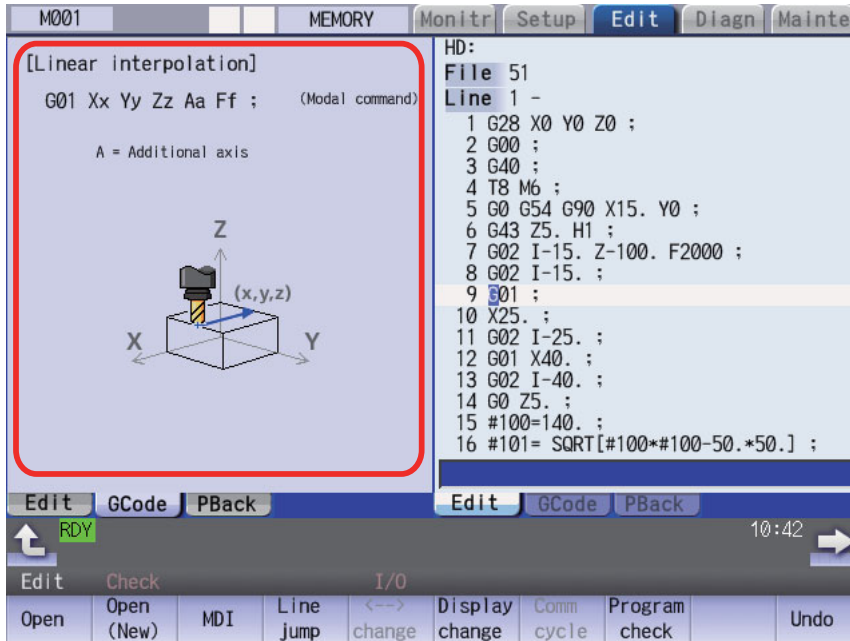 M001 MEMORY Monitr Setup Edit Diagn Mainte
[Linear interpolation]
G01 Xx Yy Zz Aa Ff ; (Modal command)
A = Additional axis
Z
(x,y,z)
X Y
HD:
File 51
Line 1 -
1 G28 X0 Y0 Z0 ;
2 G00 ;
3 G40 ;
4 T8 M6 ;
5 G0 G54 G90 X15. Y0 ;
6 G43 Z5. H1 ;
7 G02 I-15. Z-100. F2000 ;
8 G02 I-15. ;
9 G01 ;
10 X25. ;
11 G02 I-25. ;
12 G01 X40. ;
13 G02 I-40. ;
14 G0 Z5. ;
15 #100=140. ;
16 #101= SQRT[#100*#100-50.*50.] ;
Edit GCode PBack Edit GCode PBack
RDY 10:42
Edit Check I/O
Open Open (New) MDI Line jump <--> change Display change Comm cycle Program check Undo